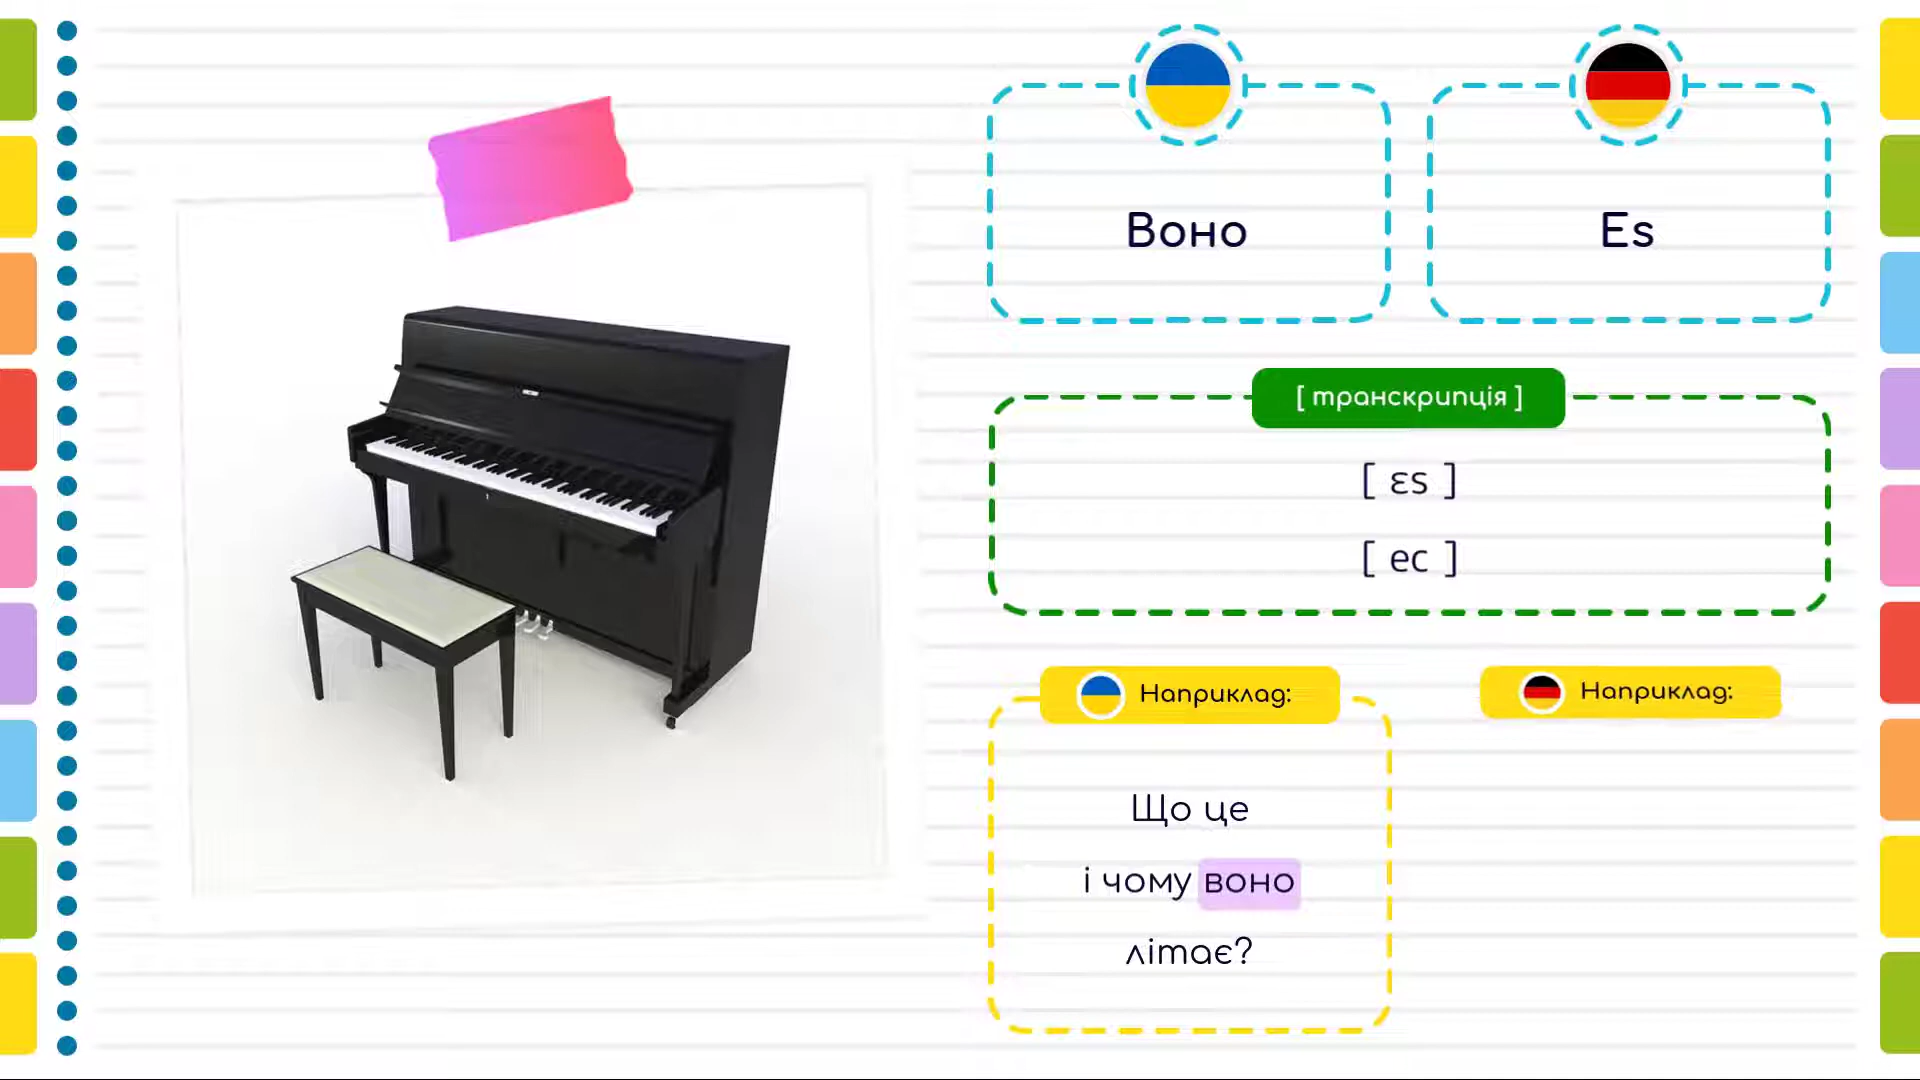 Воно
Es
[ транскрипція ]
[ ɛs ]
[ ес ]
Наприклад:
Що це
і чому воно
літає?
Наприклад: